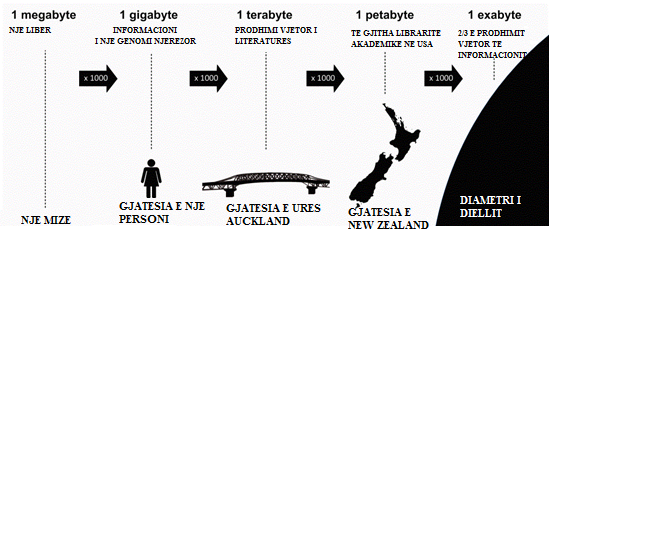 1 megabyte
NJE LIBER
NJE MIZE
x 1000
1 gigabyte
INFORMACIONI
I NJE GENOMI NJEREZOR
GJATESIA E NJE
PERSONI
x 1000
1 terabyte
PRODHIMI VJETOR I
LITERATURES
GJATESIA E URES
AUCKLAND
x 1000
1 petabyte
TE GJITHA LIBRARITE
AKADEMIKE NE USA
GJATESIA E
NEW ZEALAND
x 1000
1 exabyte
2/3 E PRODHIMIT
VJETOR TE
INFORMACIONIT
DIAMETRI I
DIELLIT